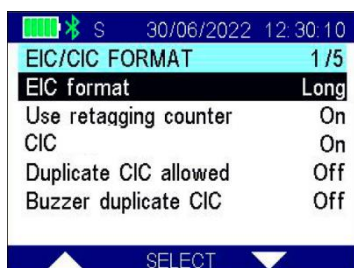 S 30/06/2022 12:30:10
EIC/CIC FORMAT 1/5
EIC format Long
Use retagging counter On
CIC On
Duplicate CIC allowed Off
Buzzer duplicate CIC Off
SELECT